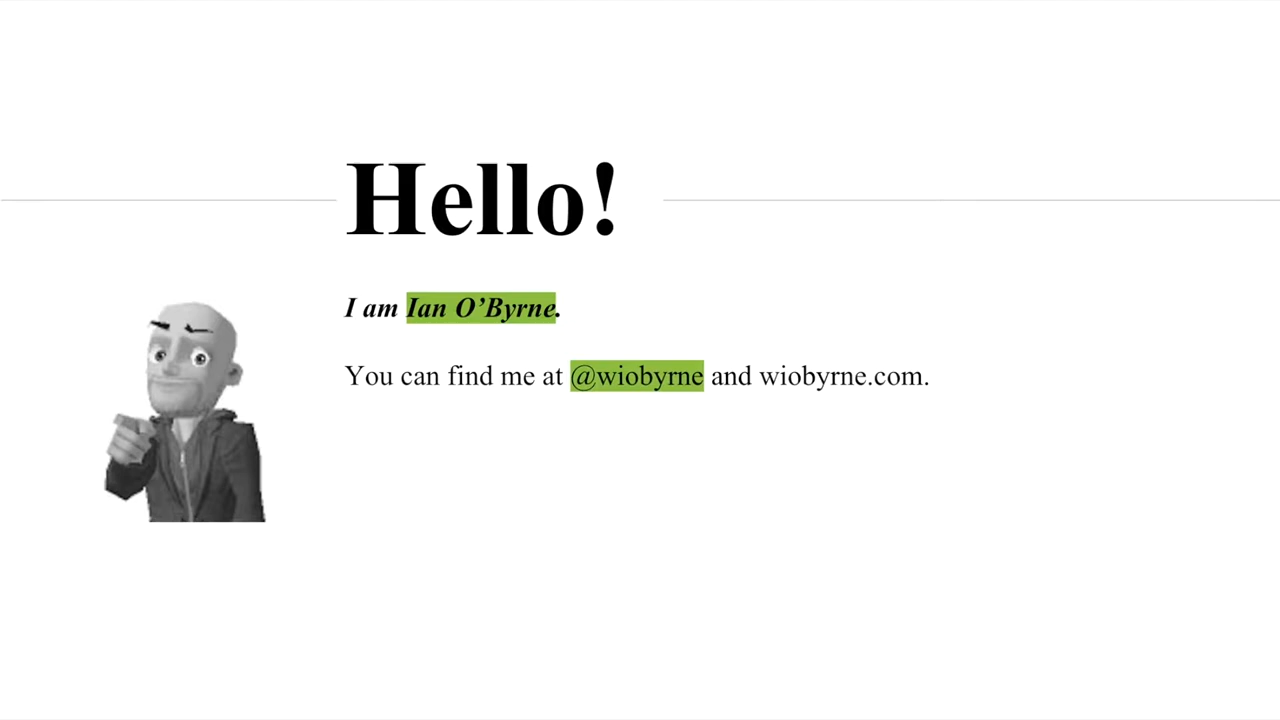 Hello!
I am Ian O’Byrne.
You can find me at @wiobyrne and wiobyrne.com.